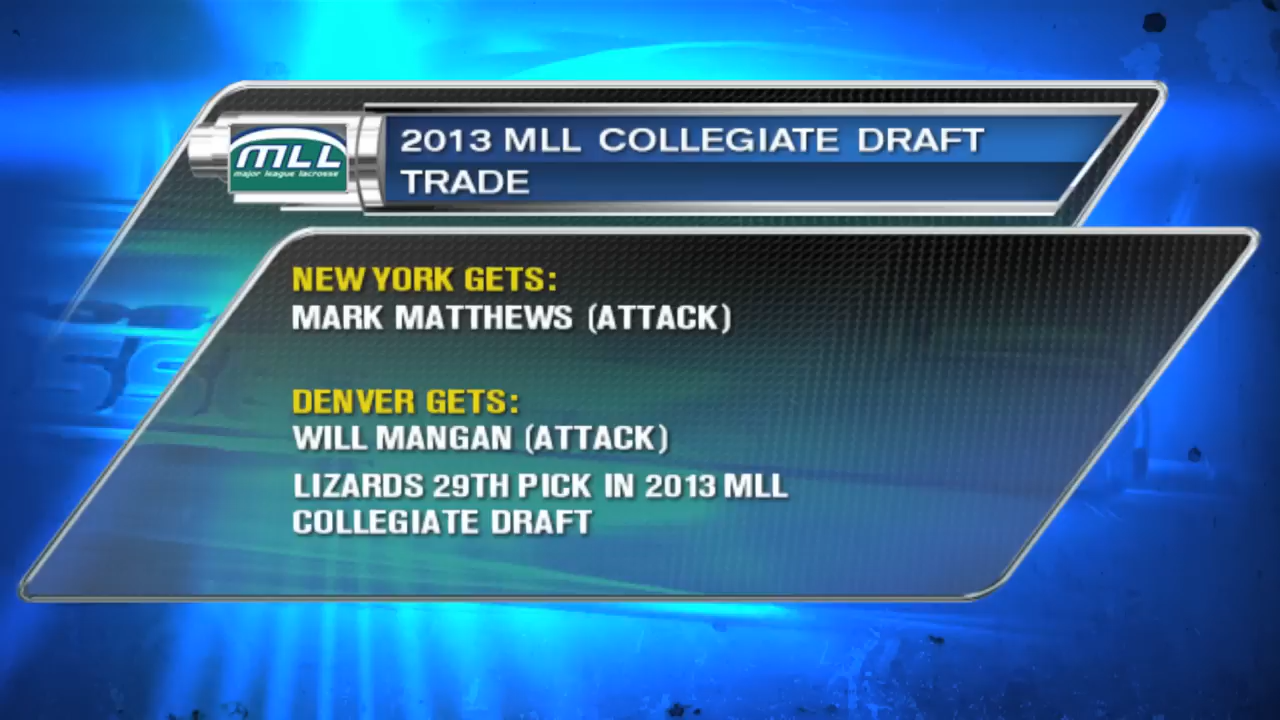 MLL
major league lacrosse
2013 MLL COLLEGIATE DRAFT
TRADE
NEW YORK GETS:
MARK MATTHEWS (ATTACK)
DENVER GETS:
WILL MANGAN (ATTACK)
LIZARDS 29TH PICK IN 2013 MLL
COLLEGIATE DRAFT